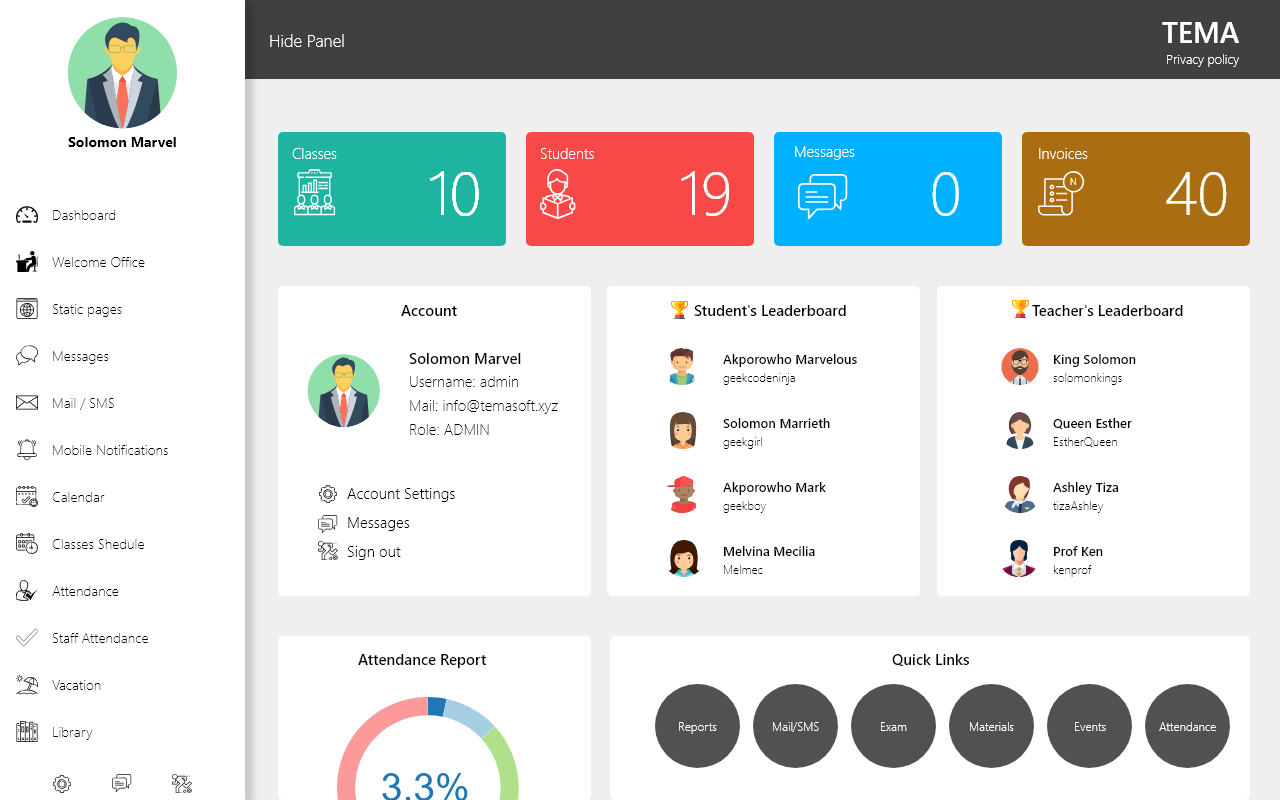 Solomon Marvel
Dashboard
Welcome Office
Static pages
Messages
Mail / SMS
Mobile Notifications
Calendar
Classes Shedule
Attendance
Staff Attendance
Vacation
Library
Hide Panel
TEMA
Privacy policy
Classes
10
Students
19
Messages
0
Invoices
N
40
Account
Solomon Marvel
Username: admin
Mail: info@temasoft.xyz
Role: ADMIN
Account Settings
Messages
Sign out
Student's Leaderboard
Akporowho Marvelous
geekcodeninja
Solomon Marrieth
geekgirl
Akporowho Mark
geekboy
Melvina Mecilia
Melmec
Teacher's Leaderboard
King Solomon
solomonkings
Queen Esther
EstherQueen
Ashley Tiza
tizaAshley
Prof Ken
kenprof
Attendance Report
3.3%
Quick Links
Reports
Mail/SMS
Exam
Materials
Events
Attendance